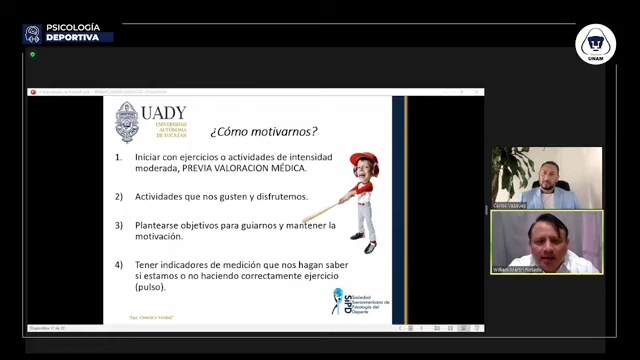 PSICOLOGÍA
DEPORTIVA
UNAM
UADY
UNIVERSIDAD
AUTÓNOMA
DE YUCATÁN
¿Cómo motivarnos?
1. Iniciar con ejercicios o actividades de intensidad
moderada, PREVIA VALORACION MÉDICA.
2) Actividades que nos gusten y disfrutemos.
3) Plantearse objetivos para guiarnos y mantener la
motivación.
4) Tener indicadores de medición que nos hagan saber
si estamos o no haciendo correctamente ejercicio
(pulso).
SIPD
Sociedad
Iberoamericana de
Psicología del
Deporte
"Luz, Ciencia y Verdad"
Carlos Vázquez